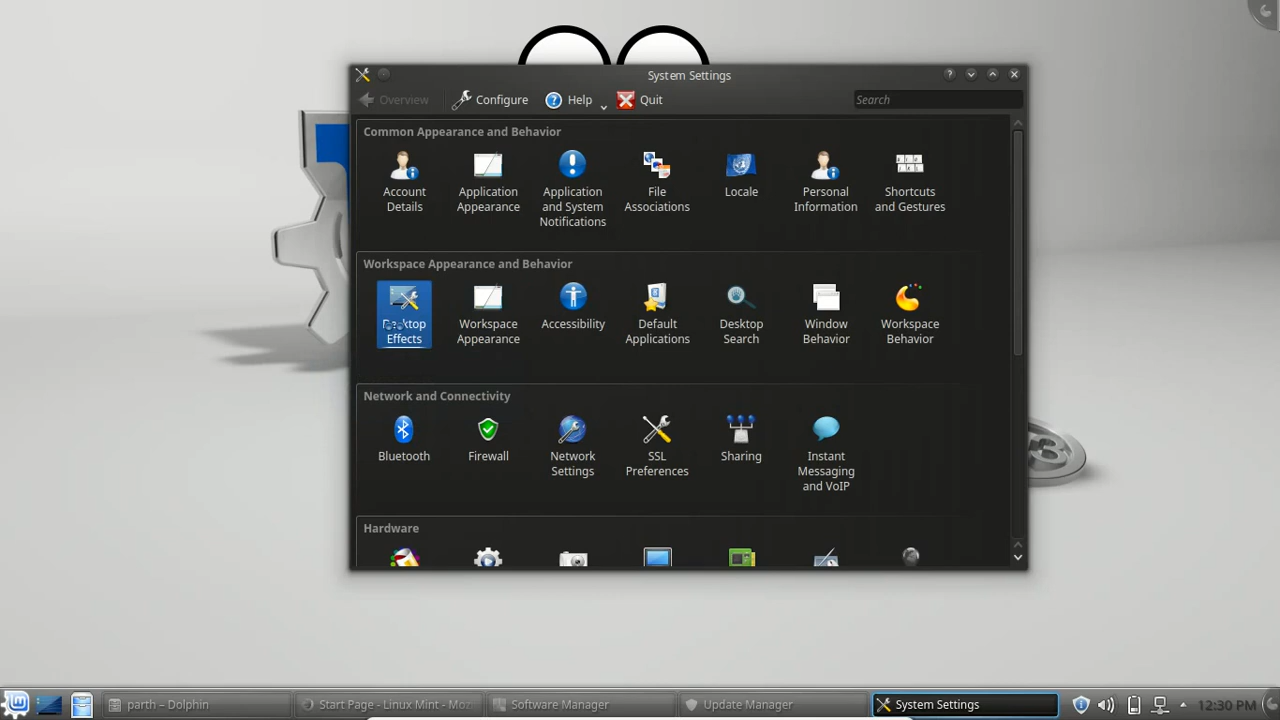 System Settings
Overview Configure Help Quit Search
Common Appearance and Behavior
Account Details
Application Appearance
Application and System Notifications
File Associations
Locale
Personal Information
Shortcuts and Gestures
Workspace Appearance and Behavior
Desktop Effects
Workspace Appearance
Accessibility
Default Applications
Desktop Search
Window Behavior
Workspace Behavior
Network and Connectivity
Bluetooth
Firewall
Network Settings
SSL Preferences
Sharing
Instant Messaging and VoIP
Hardware
parth – Dolphin
Start Page - Linux Mint - Moz
Software Manager
Update Manager
System Settings
12:30 PM